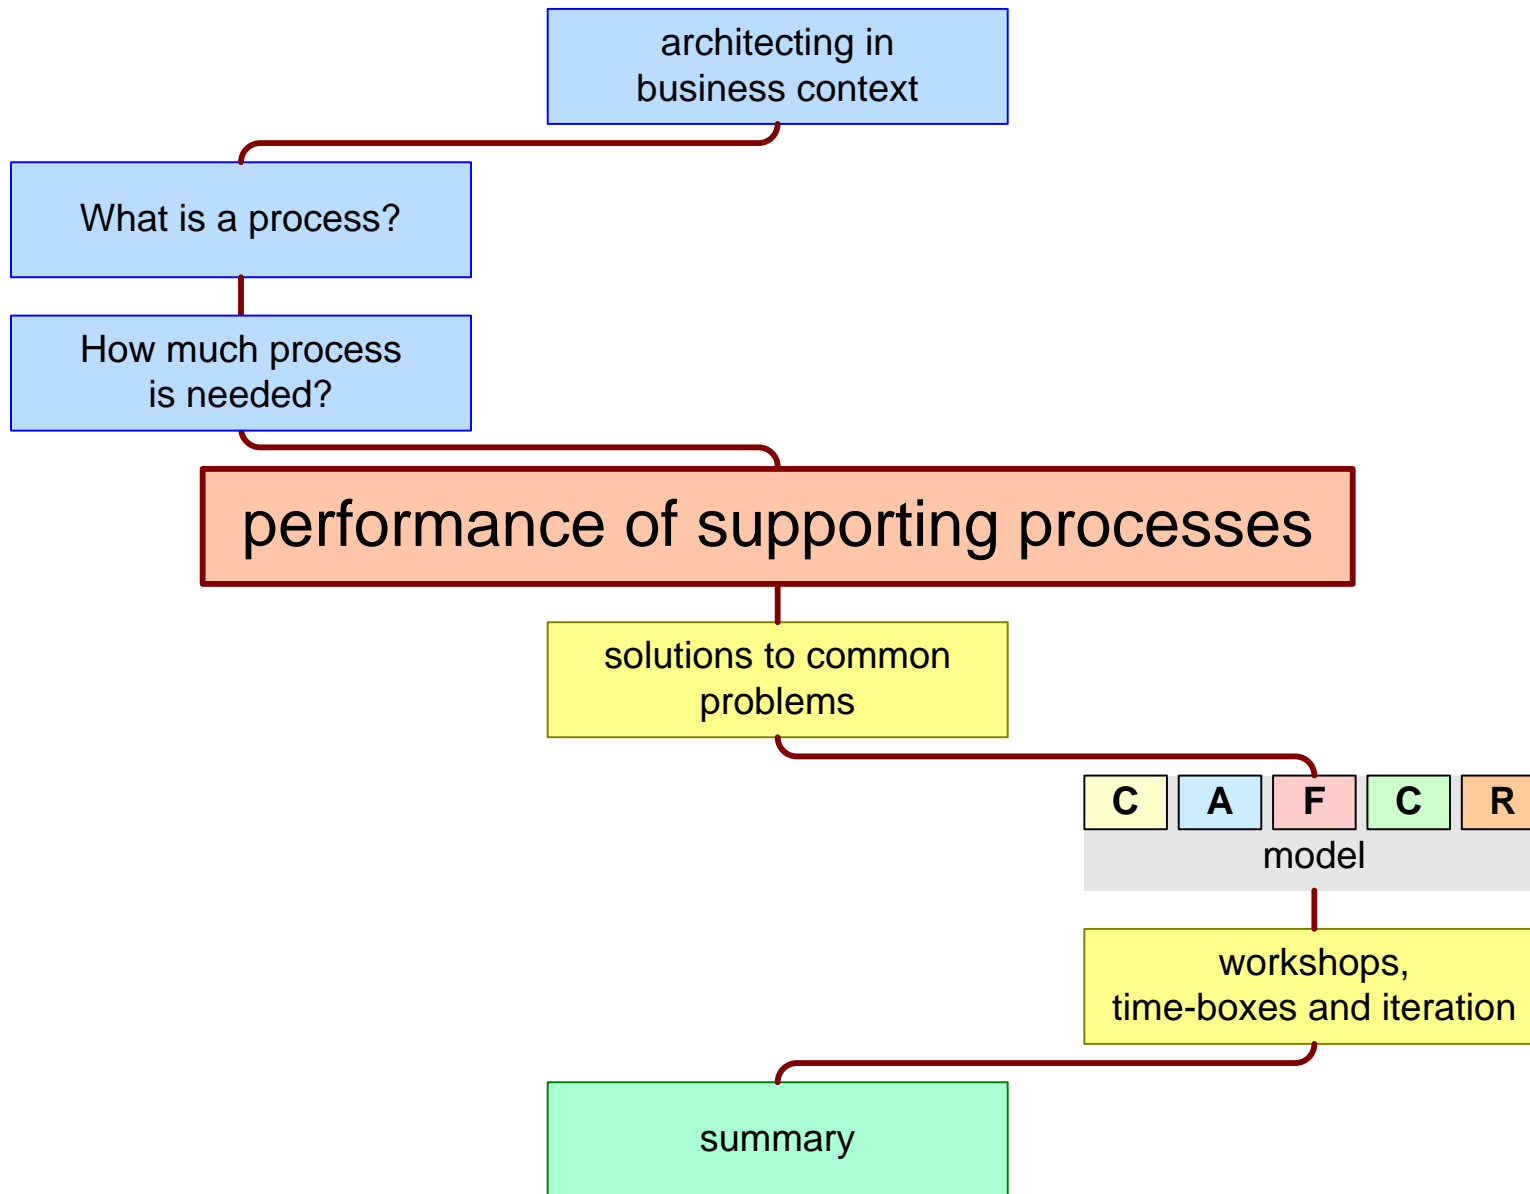 architecting in
business context
What is a process?
How much process
is needed?
performance of supporting processes
solutions to common
problems
C A F C R
model
workshops,
time-boxes and iteration
summary